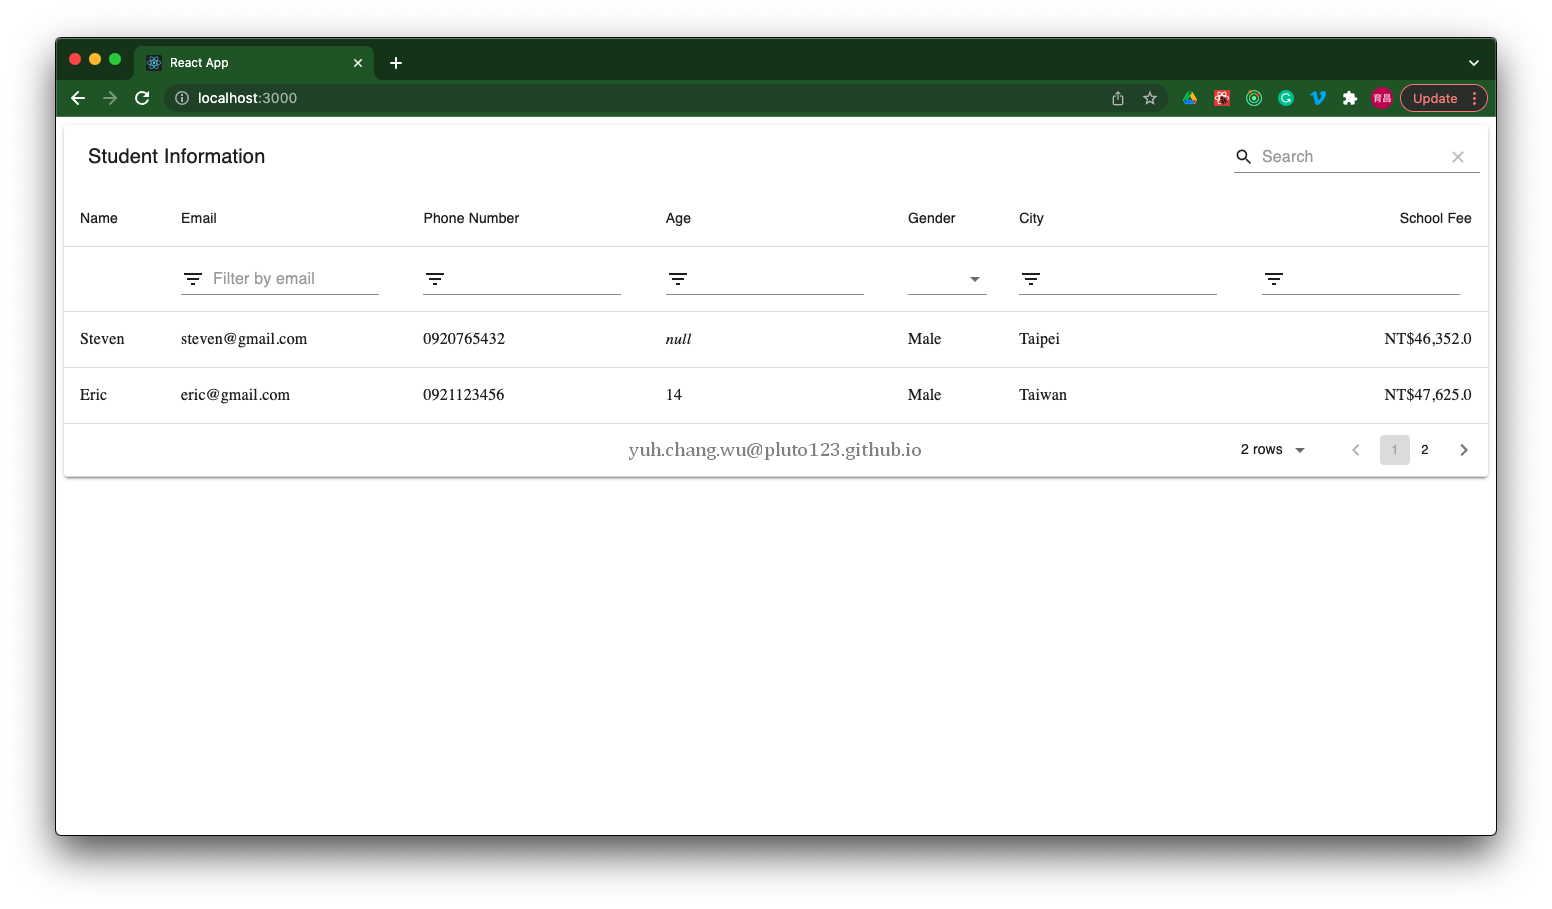 React App
localhost:3000
育昌
Update
Student Information
Search
Name Email Phone Number Age Gender City School Fee
Filter by email
Steven steven@gmail.com 0920765432 null Male Taipei NT$46,352.0
Eric eric@gmail.com 0921123456 14 Male Taiwan NT$47,625.0
yuh.chang.wu@pluto123.github.io 2 rows 1 2